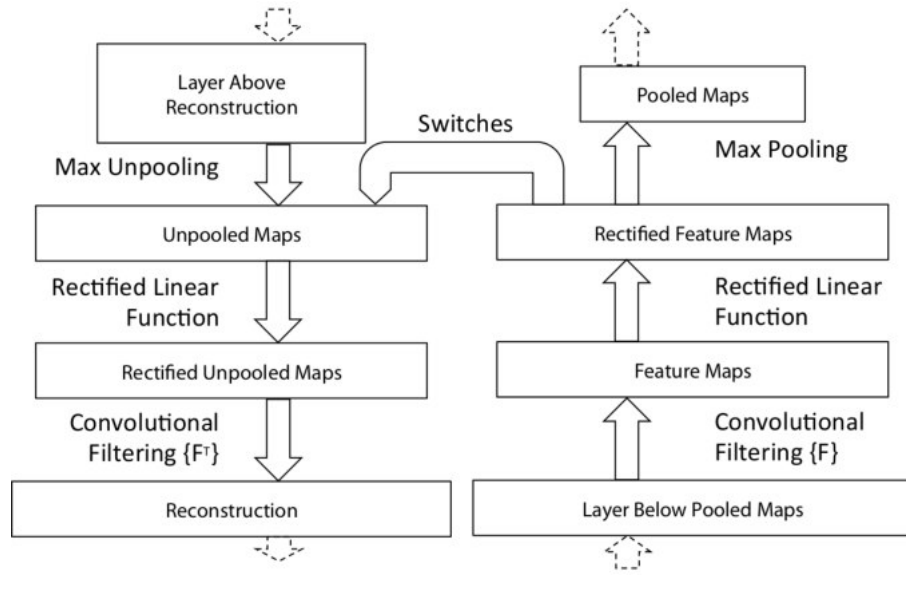 Layer Above
Reconstruction
Max Unpooling
Unpooled Maps
Rectified Linear
Function
Rectified Unpooled Maps
Convolutional
Filtering {Fᵀ}
Reconstruction
Switches
Pooled Maps
Max Pooling
Rectified Feature Maps
Rectified Linear
Function
Feature Maps
Convolutional
Filtering {F}
Layer Below Pooled Maps